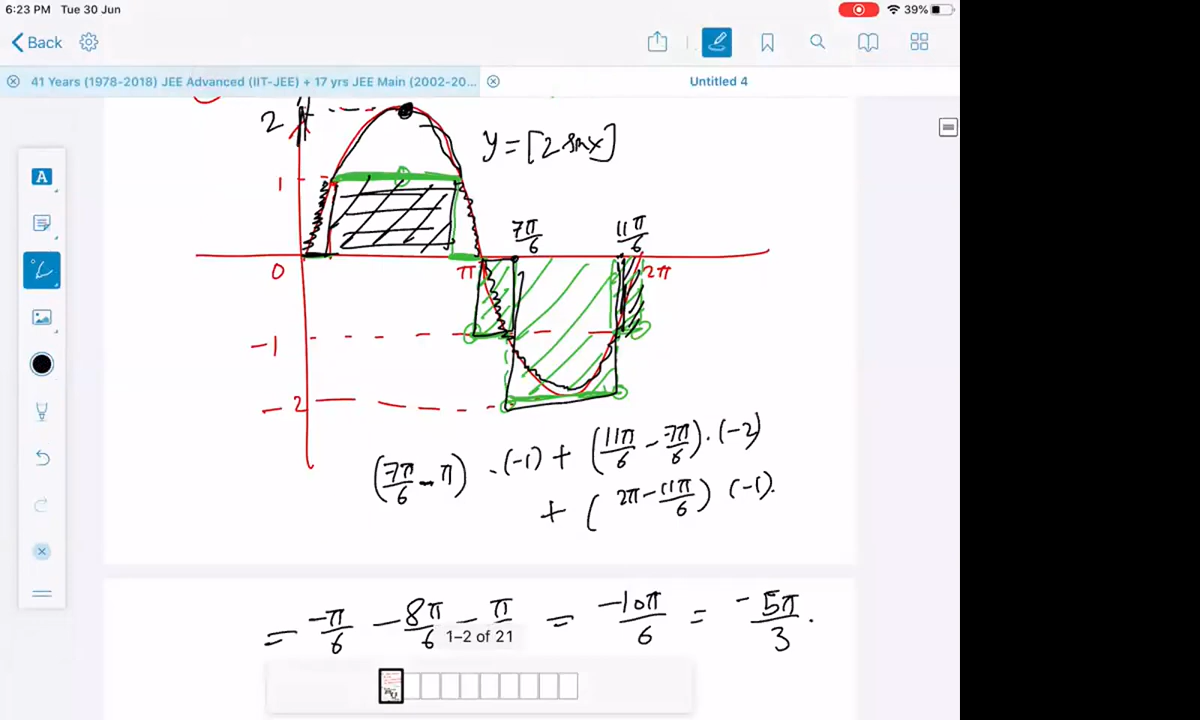 6:23 PM Tue 30 Jun
39%
Back
41 Years (1978-2018) JEE Advanced (IIT-JEE) + 17 yrs JEE Main (2002-20...
Untitled 4
A
2
y = [2 sinx]
1
7π/6
11π/6
0
π
2π
-1
-2
(7π/6 - π) · (-1) + (11π/6 - 7π/6) · (-2)
+ (2π - 11π/6) (-1).
= -π/6 - 8π/6 - π/ = -10π/6 = -5π/3.
1–2 of 21